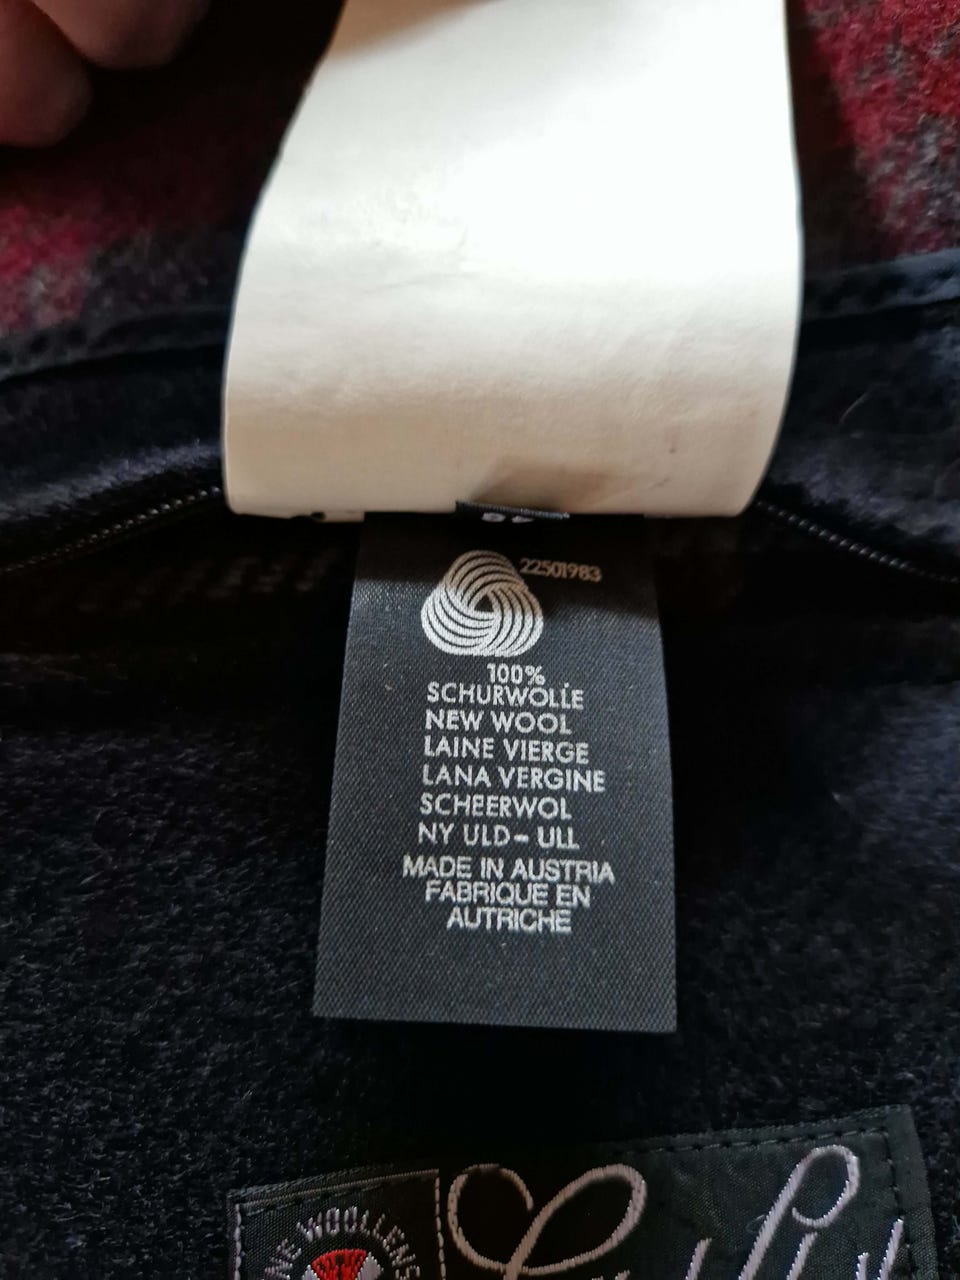 22501983
100%
SCHURWOLLE
NEW WOOL
LAINE VIERGE
LANA VERGINE
SCHEERWOL
NY ULD - ULL
MADE IN AUSTRIA
FABRIQUE EN
AUTRICHE
WOOLLENS